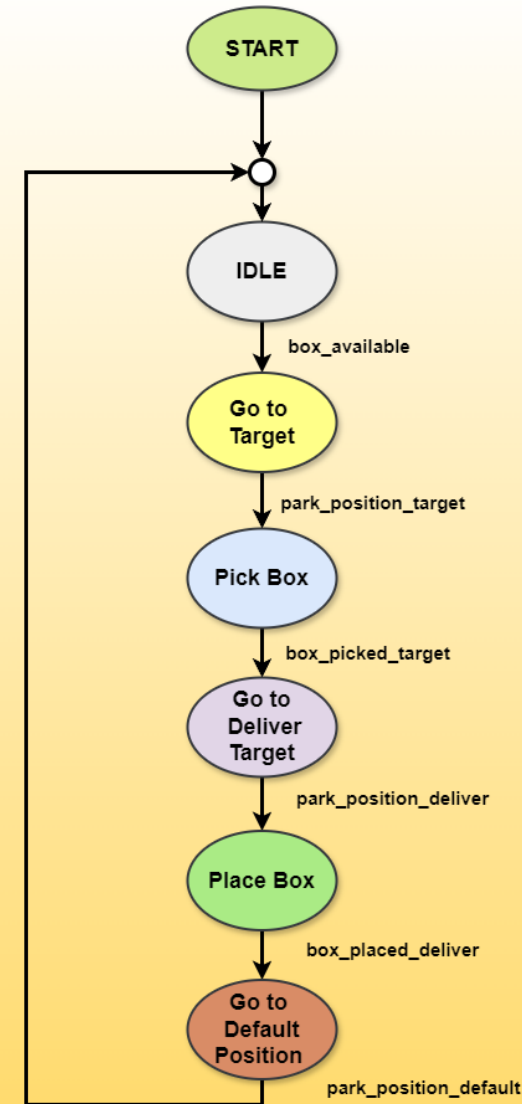 START
IDLE
box_available
Go to
Target
park_position_target
Pick Box
box_picked_target
Go to
Deliver
Target
park_position_deliver
Place Box
box_placed_deliver
Go to
Default
Position
park_position_default